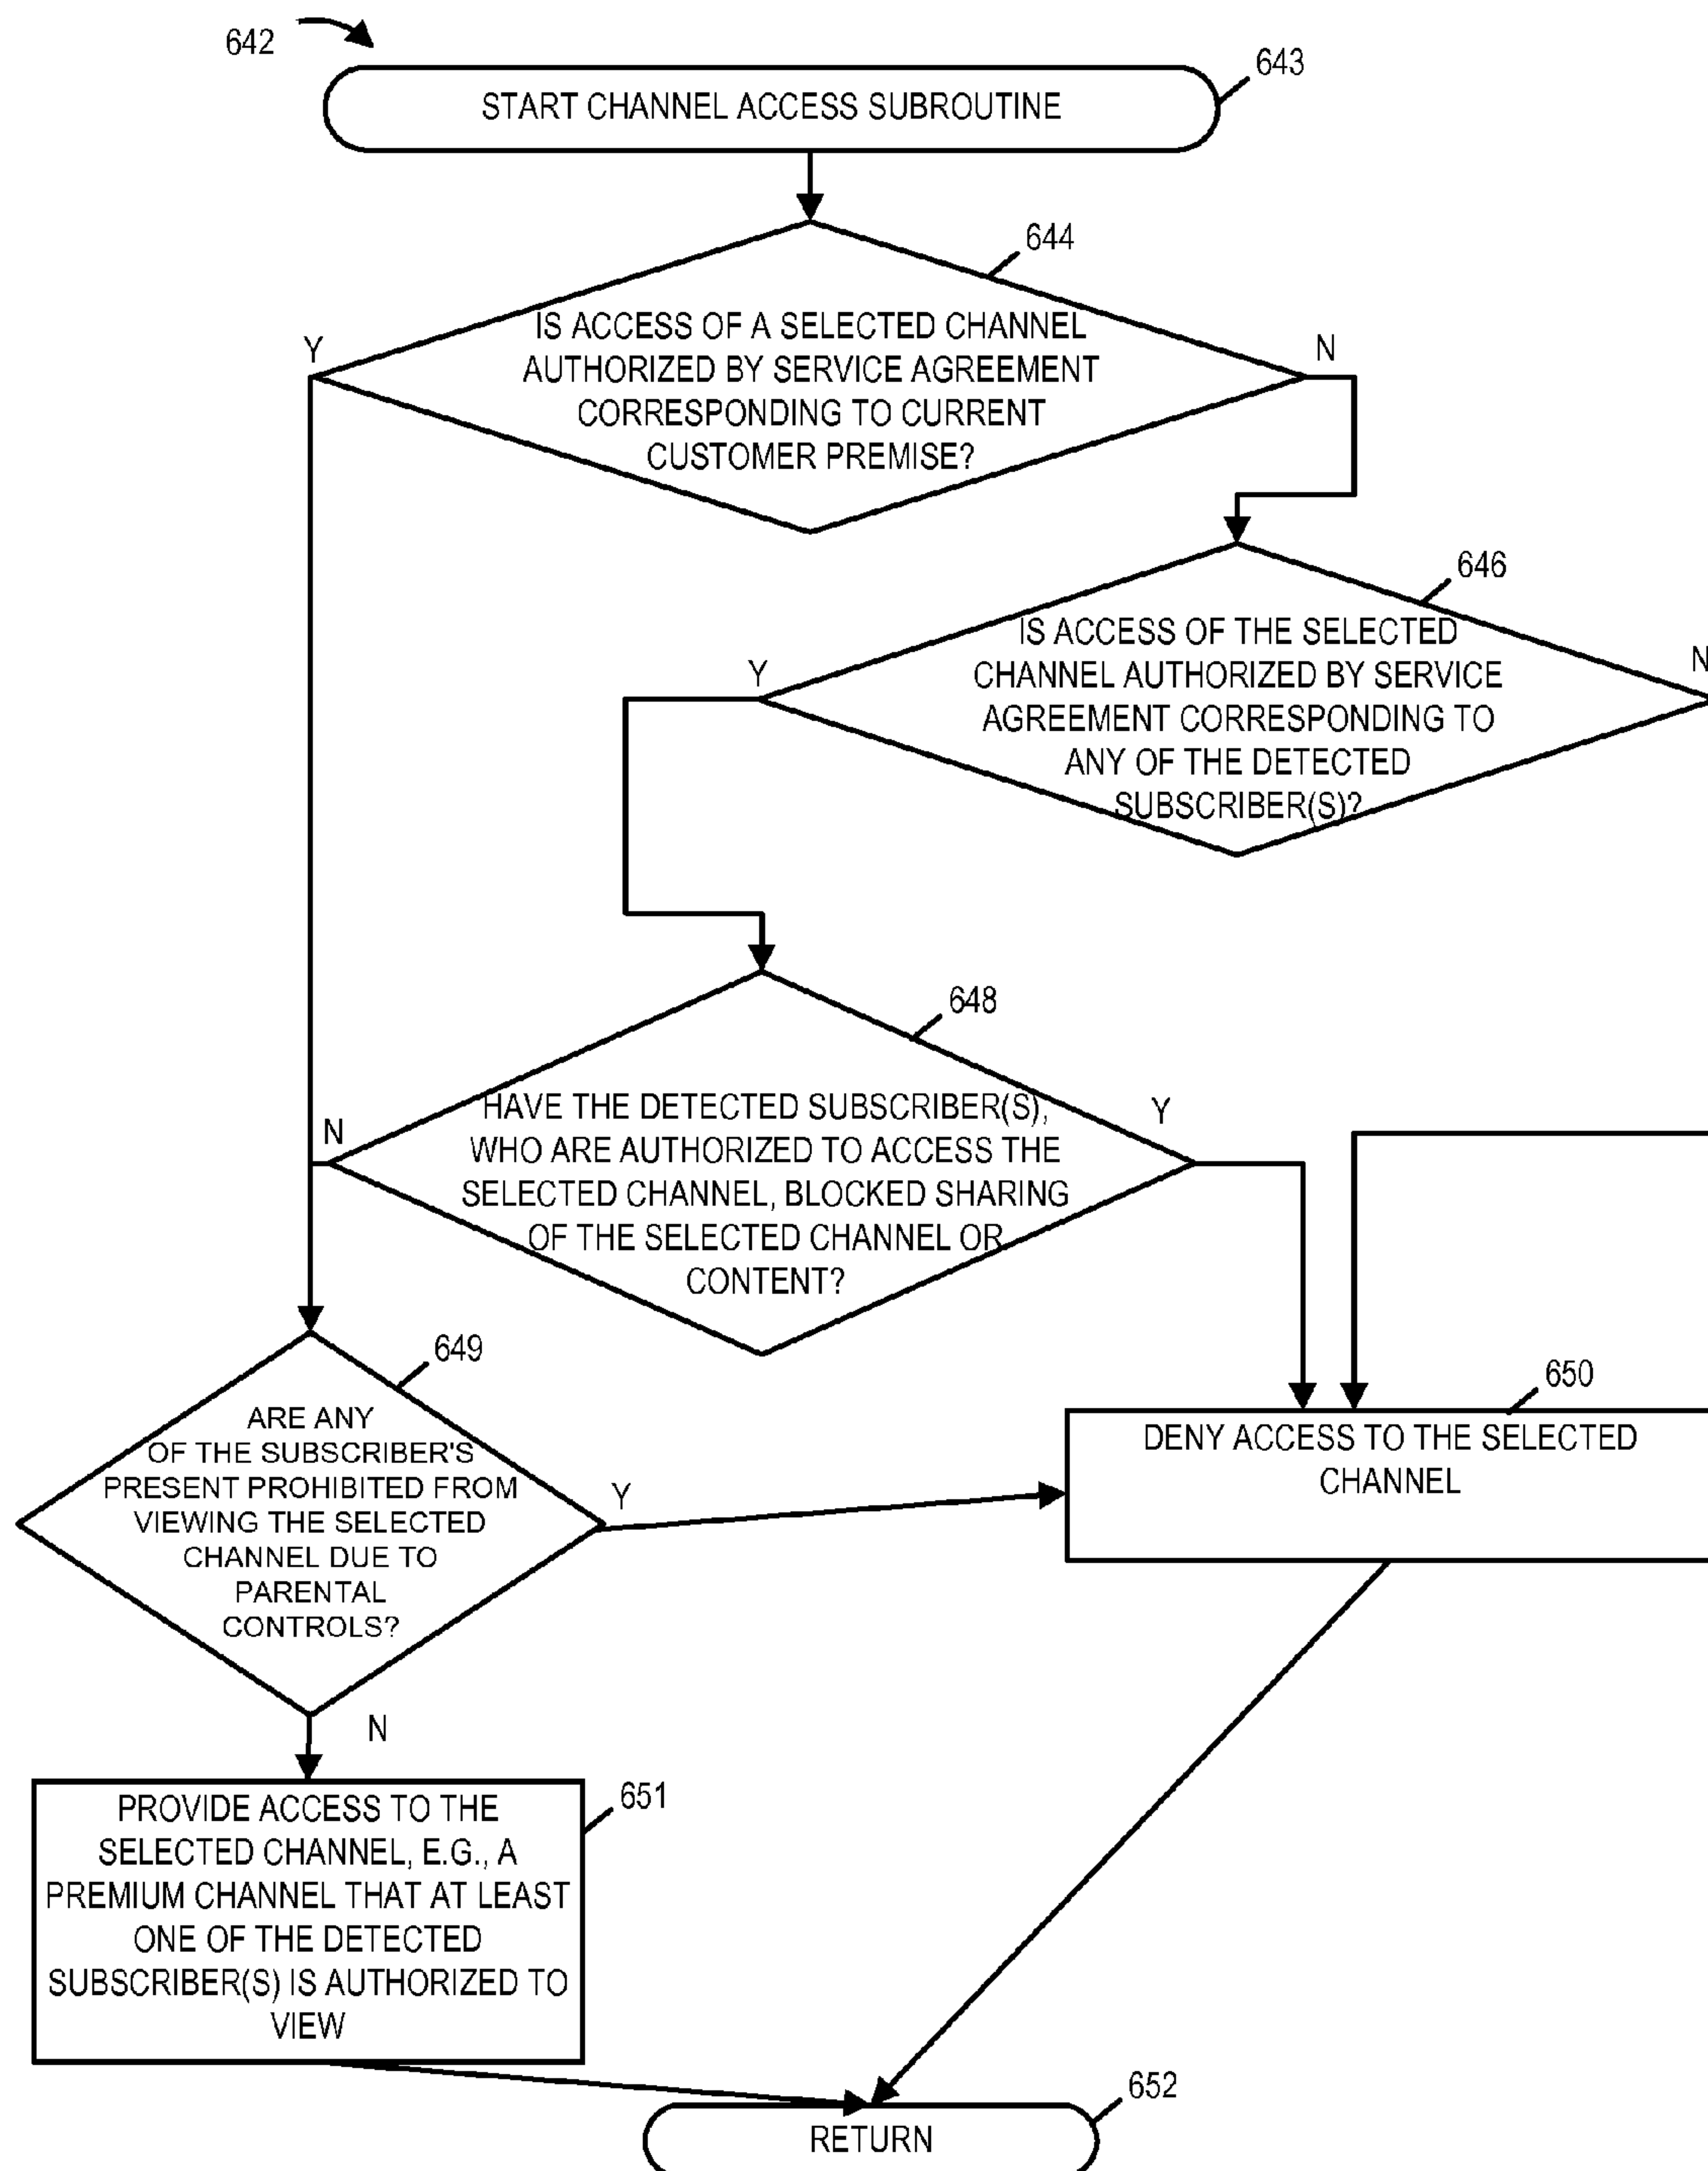 642
643
START CHANNEL ACCESS SUBROUTINE
644
IS ACCESS OF A SELECTED CHANNEL
AUTHORIZED BY SERVICE AGREEMENT
CORRESPONDING TO CURRENT
CUSTOMER PREMISE?
Y
N
646
IS ACCESS OF THE SELECTED
CHANNEL AUTHORIZED BY SERVICE
AGREEMENT CORRESPONDING TO
ANY OF THE DETECTED
SUBSCRIBER(S)?
Y
N
648
HAVE THE DETECTED SUBSCRIBER(S),
WHO ARE AUTHORIZED TO ACCESS THE
SELECTED CHANNEL, BLOCKED SHARING
OF THE SELECTED CHANNEL OR
CONTENT?
N
Y
649
ARE ANY
OF THE SUBSCRIBER'S
PRESENT PROHIBITED FROM
VIEWING THE SELECTED
CHANNEL DUE TO
PARENTAL
CONTROLS?
Y
N
650
DENY ACCESS TO THE SELECTED
CHANNEL
651
PROVIDE ACCESS TO THE
SELECTED CHANNEL, E.G., A
PREMIUM CHANNEL THAT AT LEAST
ONE OF THE DETECTED
SUBSCRIBER(S) IS AUTHORIZED TO
VIEW
652
RETURN